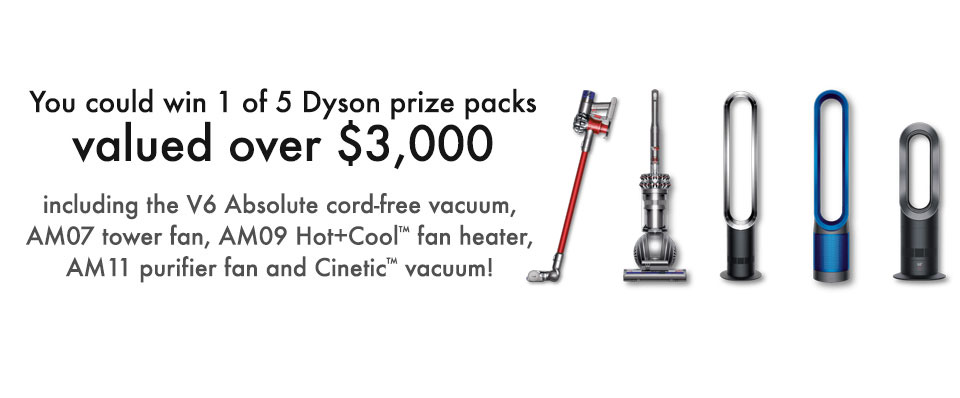 You could win 1 of 5 Dyson prize packs
valued over $3,000
including the V6 Absolute cord-free vacuum,
AM07 tower fan, AM09 Hot+Cool™ fan heater,
AM11 purifier fan and Cinetic™ vacuum!